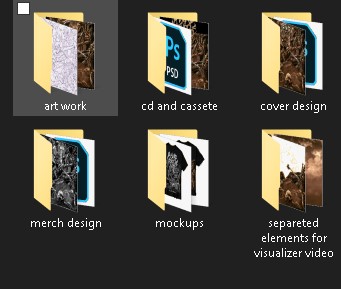 art work
cd and cassete
cover design
Ps
PSD
merch design
mockups
separeted
elements for
visualizer video